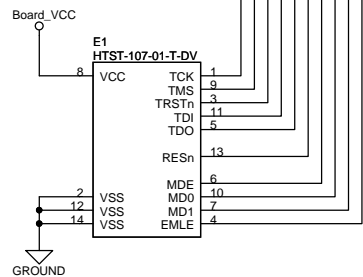 Board_VCC
E1
HTST-107-01-T-DV
8 VCC TCK 1
TMS 9
TRSTn 3
TDI 11
TDO 5
RESn 13
MDE 6
2 VSS MD0 10
12 VSS MD1 7
14 VSS EMLE 4
GROUND